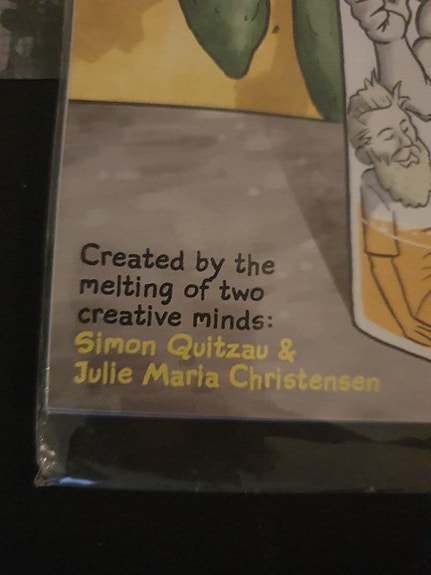 Created by the
melting of two
creative minds:
Simon Quitzau &
Julie Maria Christensen